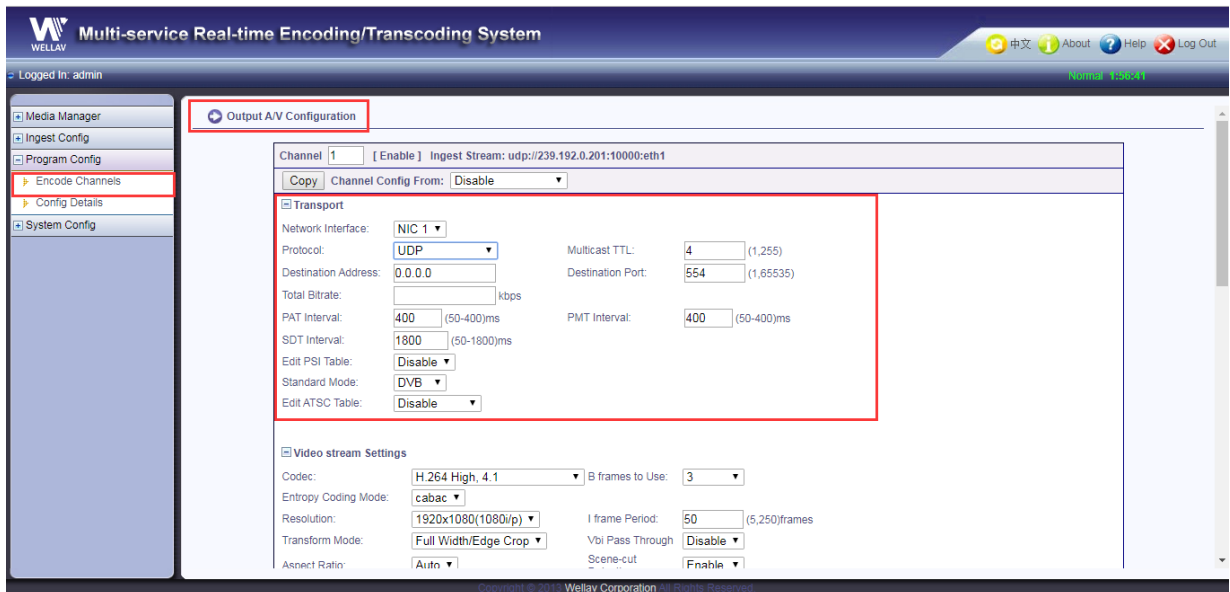 WELLAV
Multi-service Real-time Encoding/Transcoding System
中文 About Help Log Out
Logged In: admin
Normal 1:56:41
Media Manager
Ingest Config
Program Config
Encode Channels
Config Details
System Config
Output A/V Configuration
Channel 1 [ Enable ] Ingest Stream: udp://239.192.0.201:10000:eth1
Copy Channel Config From: Disable
Transport
Network Interface: NIC 1
Protocol: UDP Multicast TTL: 4 (1,255)
Destination Address: 0.0.0.0 Destination Port: 554 (1,65535)
Total Bitrate: kbps
PAT Interval: 400 (50-400)ms PMT Interval: 400 (50-400)ms
SDT Interval: 1800 (50-1800)ms
Edit PSI Table: Disable
Standard Mode: DVB
Edit ATSC Table: Disable
Video stream Settings
Codec: H.264 High, 4.1 B frames to Use: 3
Entropy Coding Mode: cabac
Resolution: 1920x1080(1080i/p) I frame Period: 50 (5,250)frames
Transform Mode: Full Width/Edge Crop Vbi Pass Through Disable
Aspect Ratio: Auto Scene-cut Enable
Copyright © 2013 Wellav Corporation All Rights Reserved